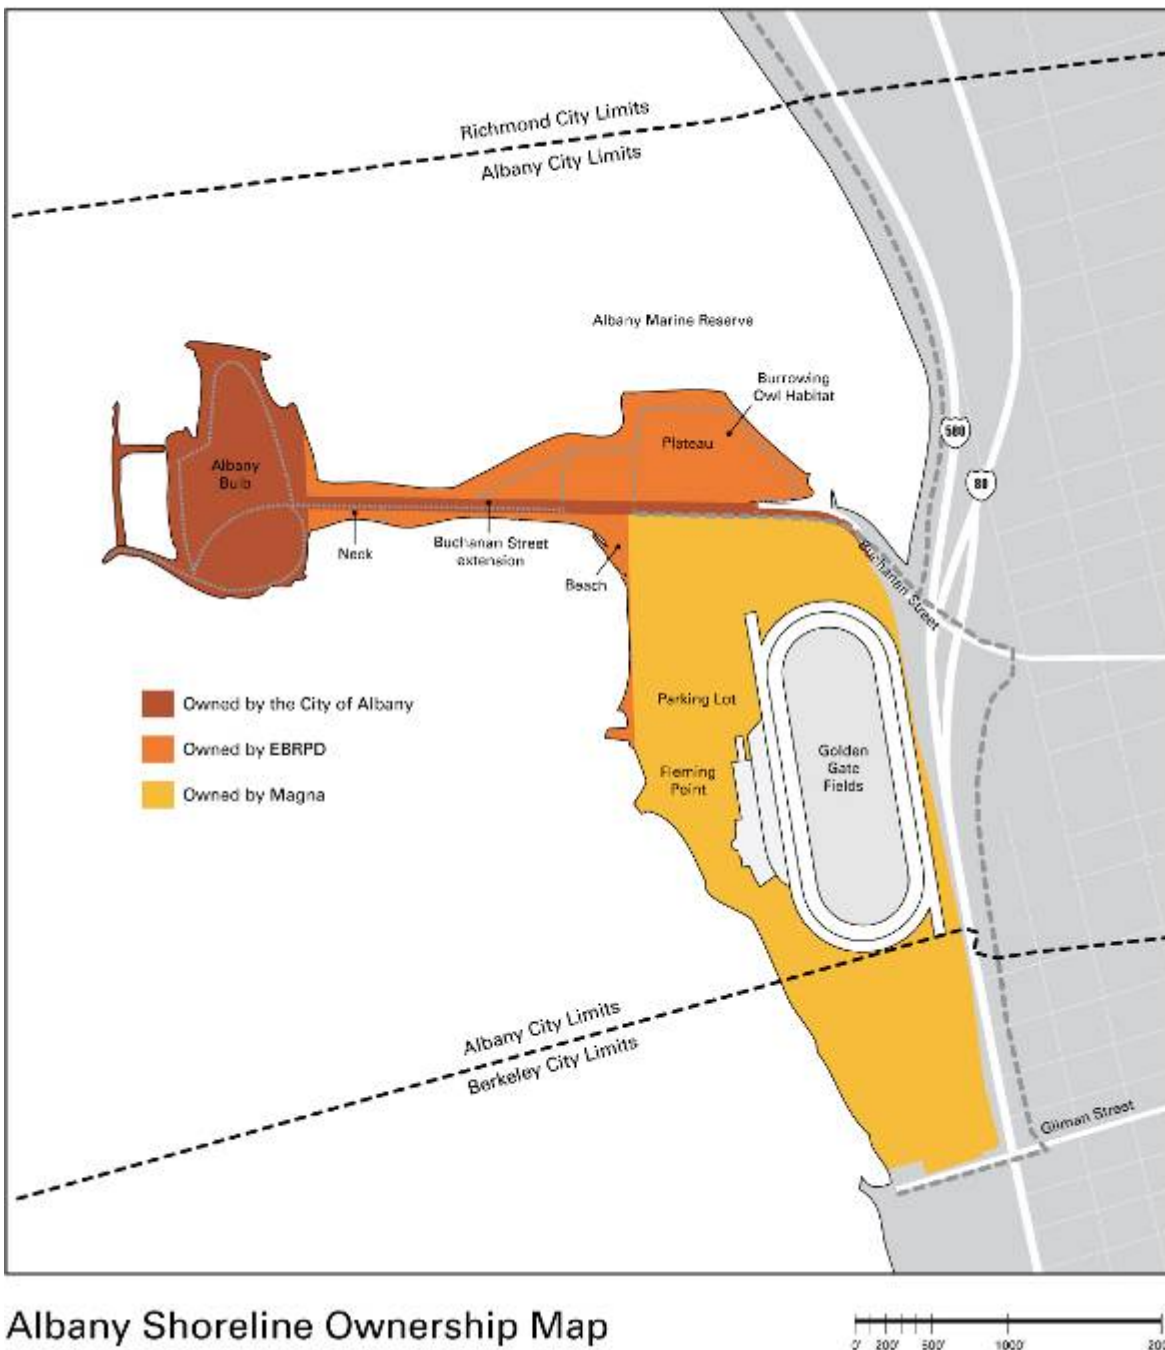 Richmond City Limits
Albany City Limits
Albany Marine Reserve
Burrowing
Owl Habitat
Plateau
580
80
Albany
Bulb
Neck
Buchanan Street
extension
Beach
Buchanan Street
Owned by the City of Albany
Owned by EBRPD
Owned by Magna
Parking Lot
Fleming
Point
Golden
Gate
Fields
Albany City Limits
Berkeley City Limits
Gilman Street
Albany Shoreline Ownership Map
0' 200' 500' 1000'